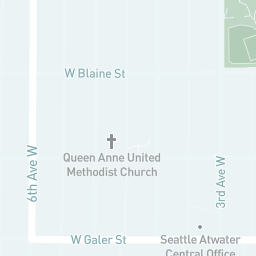 W Blaine St
Queen Anne United
Methodist Church
6th Ave W
3rd Ave W
W Galer St
Seattle Atwater
Central Office